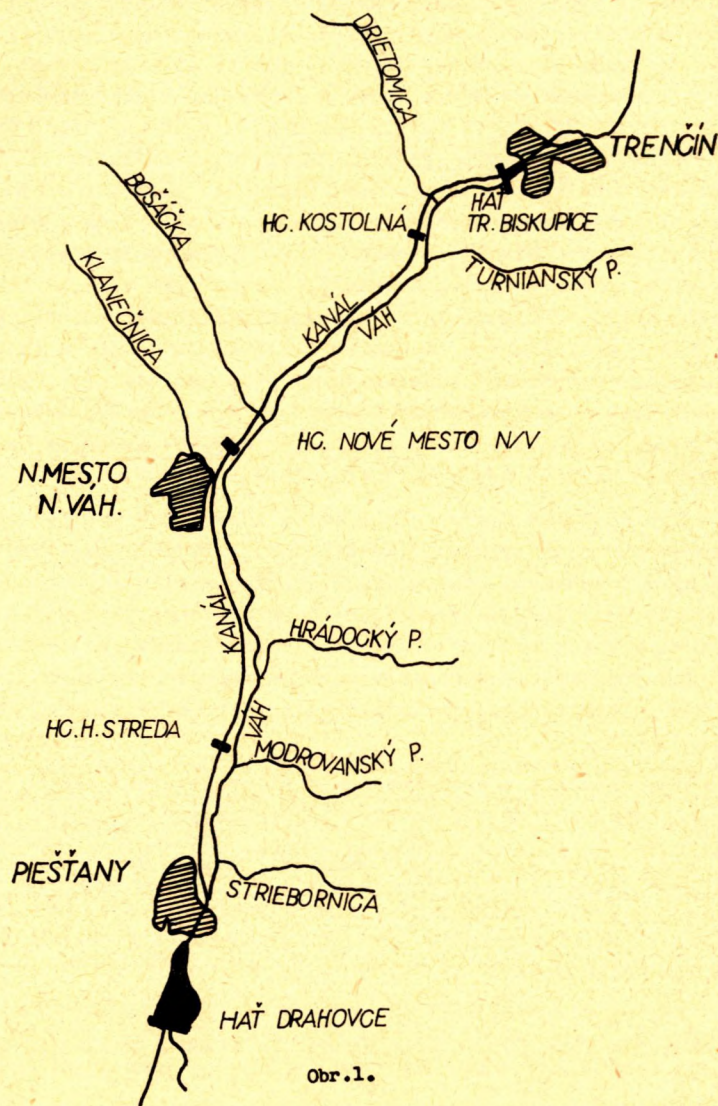 DRIETOMICA
TRENČÍN
BOŠÁČKA
HAŤ
TR. BISKUPICE
HC. KOSTOLNÁ
KLANEČNICA
TURNIANSKÝ P.
KANÁL
VÁH
HC. NOVÉ MESTO N/V
N.MESTO
N.VÁH.
KANÁL
HRÁDOCKÝ P.
VÁH
HC.H.STREDA
MODROVANSKÝ P.
PIEŠŤANY
STRIEBORNICA
HAŤ DRAHOVCE
Obr.1.